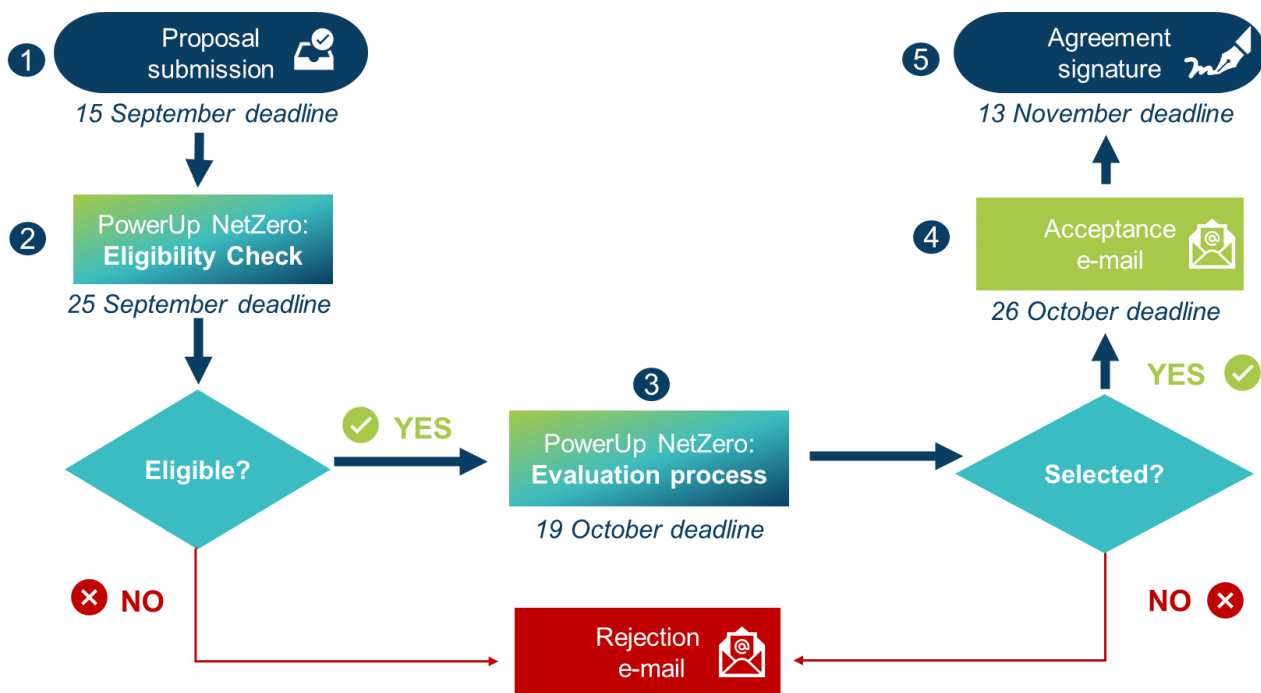 1
Proposal
submission
15 September deadline
2
PowerUp NetZero:
Eligibility Check
25 September deadline
Eligible?
YES
NO
3
PowerUp NetZero:
Evaluation process
19 October deadline
Selected?
YES
NO
4
Acceptance
e-mail
@
26 October deadline
5
Agreement
signature
13 November deadline
Rejection
e-mail
@